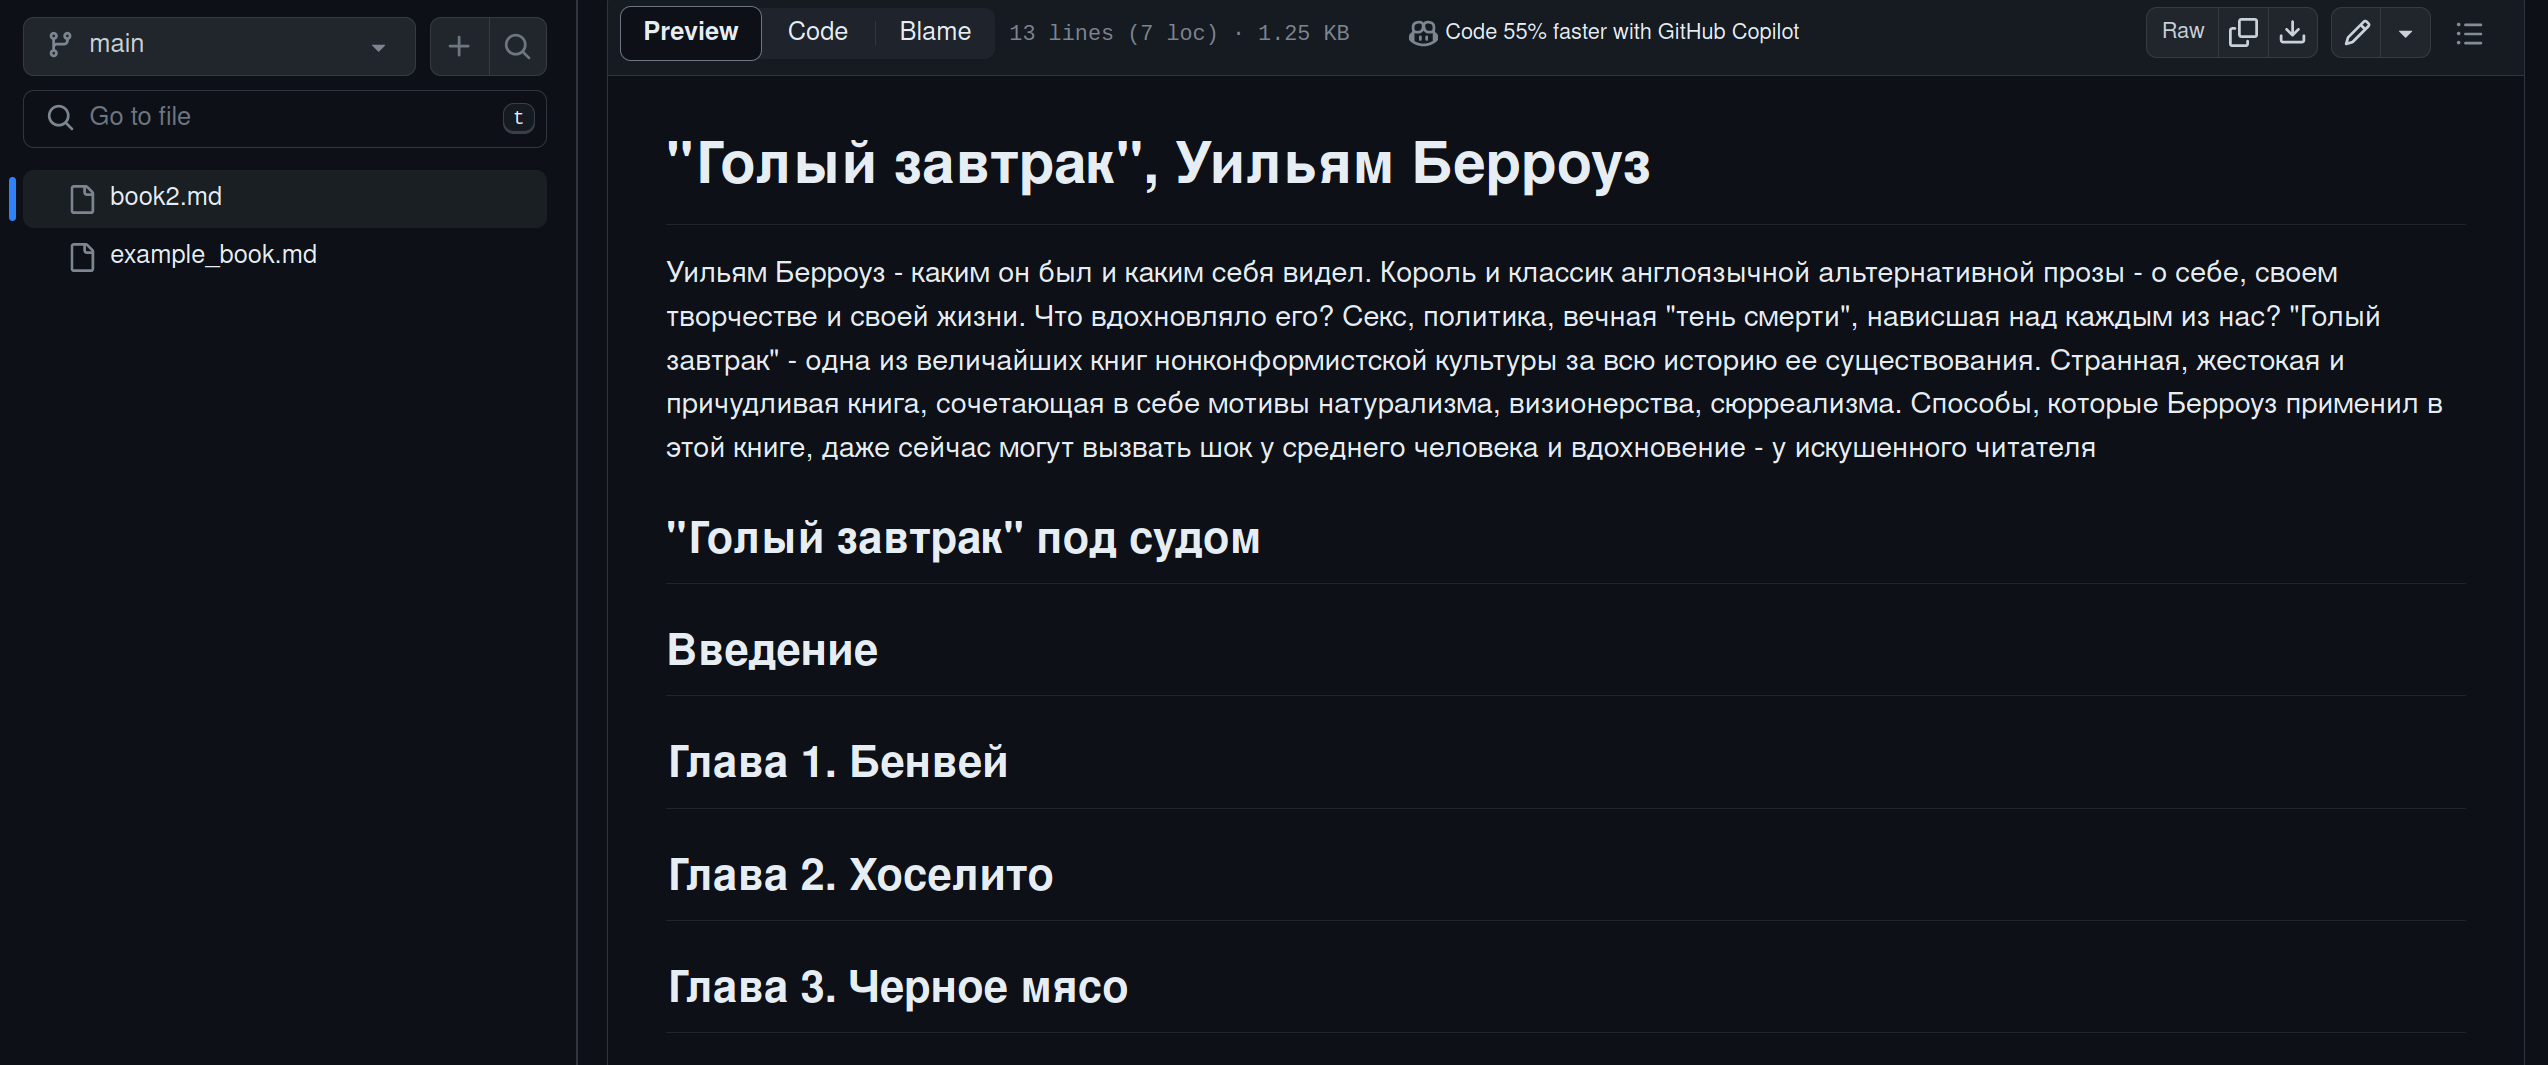 main
Go to file
t
book2.md
example_book.md
Preview
Code
Blame
13 lines (7 loc) · 1.25 KB
Code 55% faster with GitHub Copilot
Raw
"Голый завтрак", Уильям Берроуз
Уильям Берроуз - каким он был и каким себя видел. Король и классик англоязычной альтернативной прозы - о себе, своем
творчестве и своей жизни. Что вдохновляло его? Секс, политика, вечная "тень смерти", нависшая над каждым из нас? "Голый
завтрак" - одна из величайших книг нонконформистской культуры за всю историю ее существования. Странная, жестокая и
причудливая книга, сочетающая в себе мотивы натурализма, визионерства, сюрреализма. Способы, которые Берроуз применил в
этой книге, даже сейчас могут вызвать шок у среднего человека и вдохновение - у искушенного читателя
"Голый завтрак" под судом
Введение
Глава 1. Бенвей
Глава 2. Хоселито
Глава 3. Черное мясо